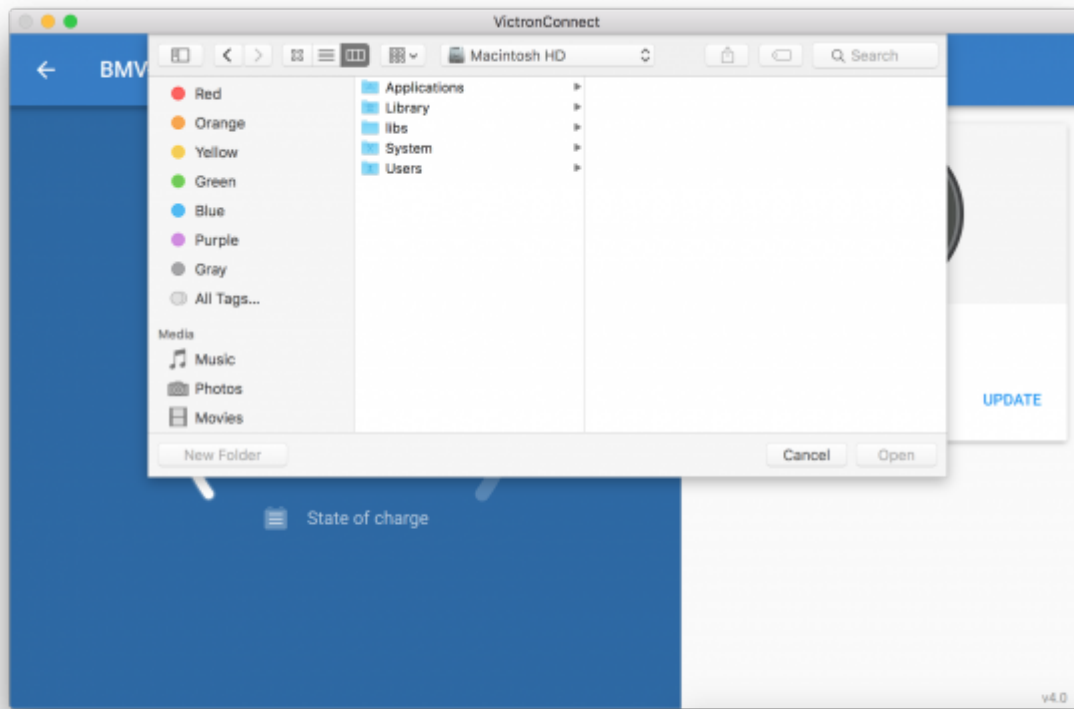 VictronConnect
BMV
Macintosh HD
Search
Red
Orange
Yellow
Green
Blue
Purple
Gray
All Tags...
Media
Music
Photos
Movies
Applications
Library
libs
System
Users
New Folder
Cancel
Open
UPDATE
State of charge
v4.0